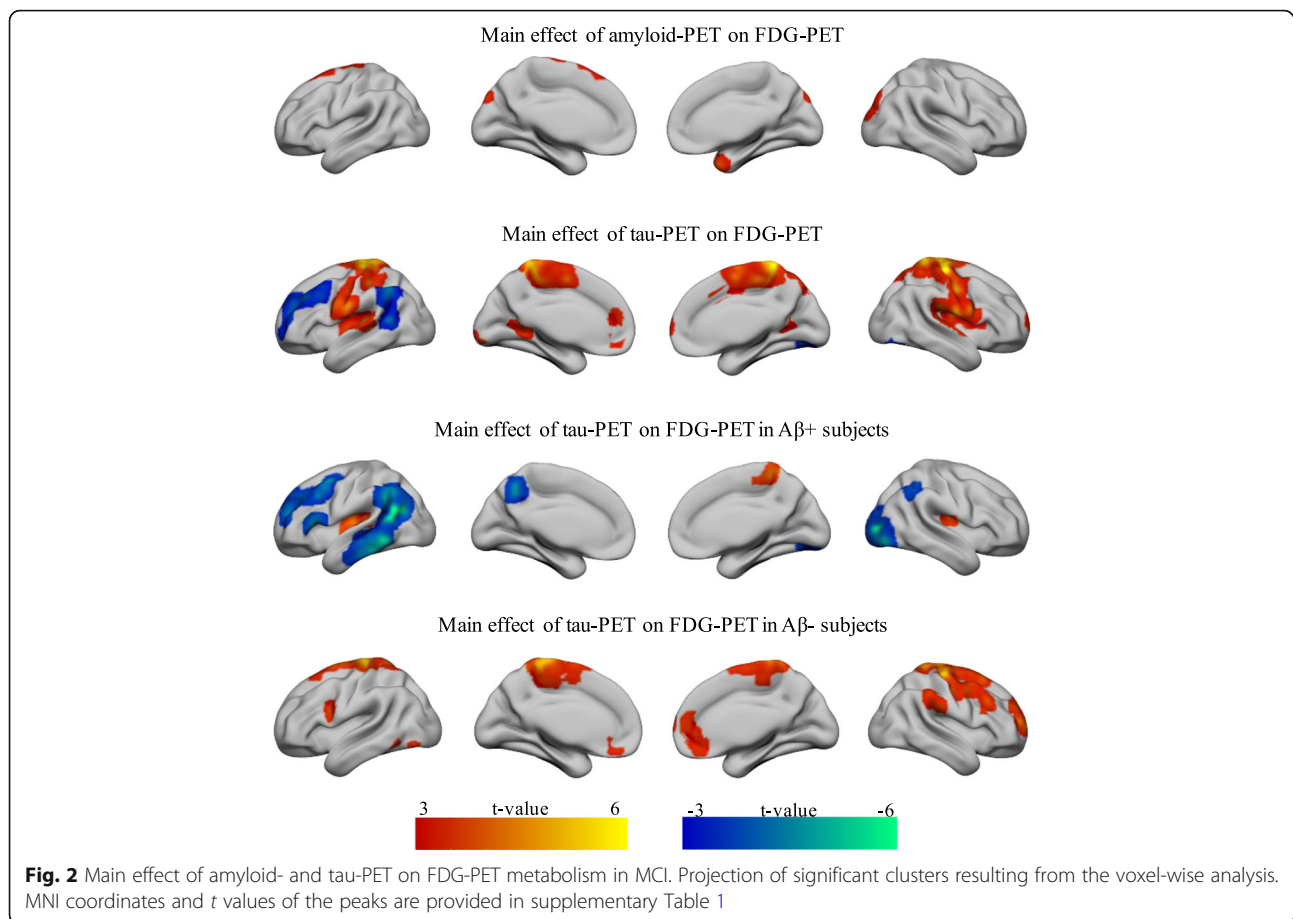 Main effect of amyloid-PET on FDG-PET
Main effect of tau-PET on FDG-PET
Main effect of tau-PET on FDG-PET in Aβ+ subjects
Main effect of tau-PET on FDG-PET in Aβ- subjects
3 t-value 6
-3 t-value -6
Fig. 2 Main effect of amyloid- and tau-PET on FDG-PET metabolism in MCI. Projection of significant clusters resulting from the voxel-wise analysis.
MNI coordinates and t values of the peaks are provided in supplementary Table 1